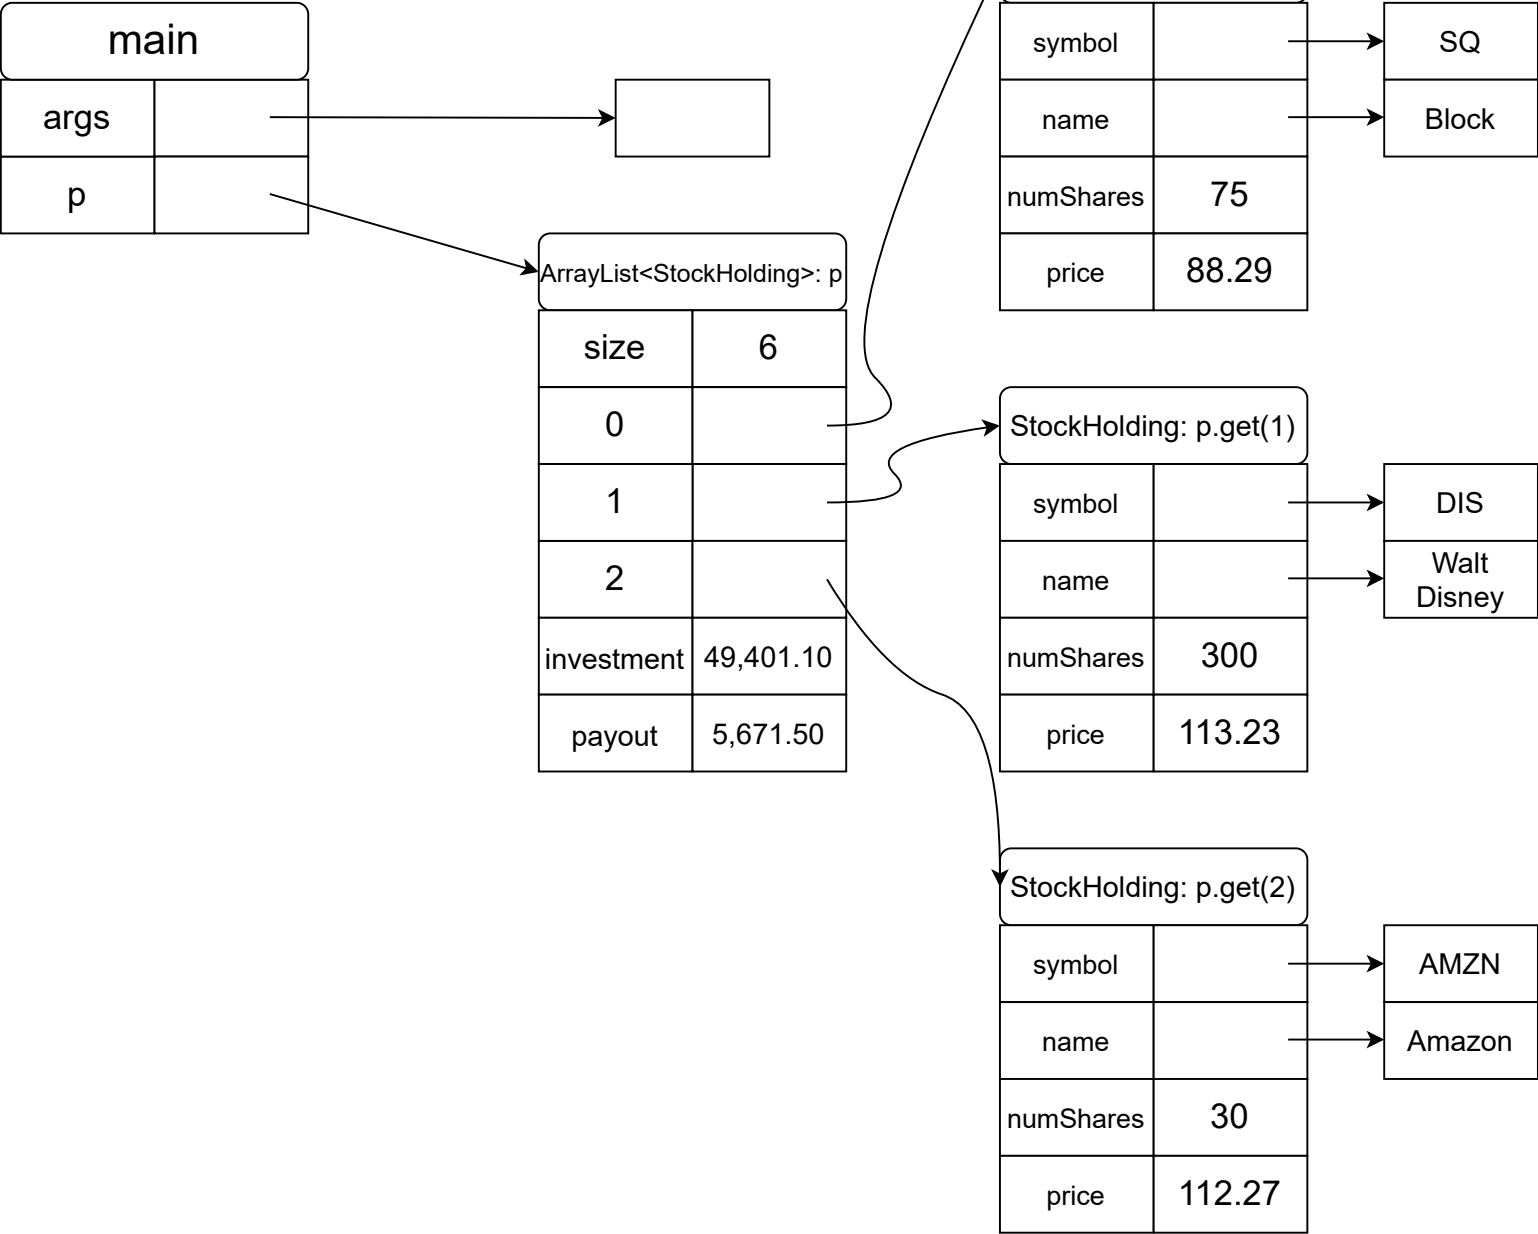 main
args
p
ArrayList<StockHolding>: p
size 6
0
1
2
investment 49,401.10
payout 5,671.50
symbol SQ
name Block
numShares 75
price 88.29
StockHolding: p.get(1)
symbol DIS
name Walt
Disney
numShares 300
price 113.23
StockHolding: p.get(2)
symbol AMZN
name Amazon
numShares 30
price 112.27